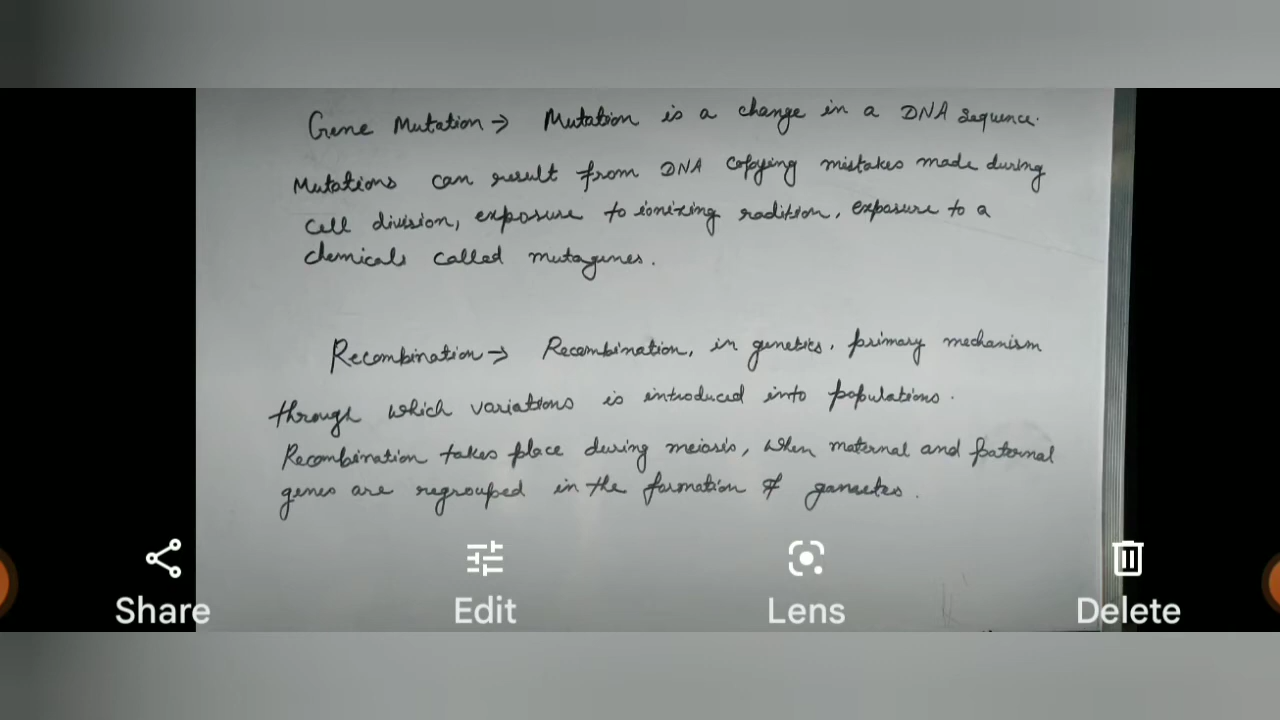 Gene Mutation → Mutation is a change in a DNA sequence.
Mutations can result from DNA copying mistakes made during
cell division, exposure to ionizing radition, exposure to a
chemicals called mutagenes.
Recombination → Recombination, in genetics, primary mechanism
through which variations is introduced into populations.
Recombination takes place during meiosis, when maternal and paternal
genes are regrouped in the formation of gametes.
Share Edit Lens Delete